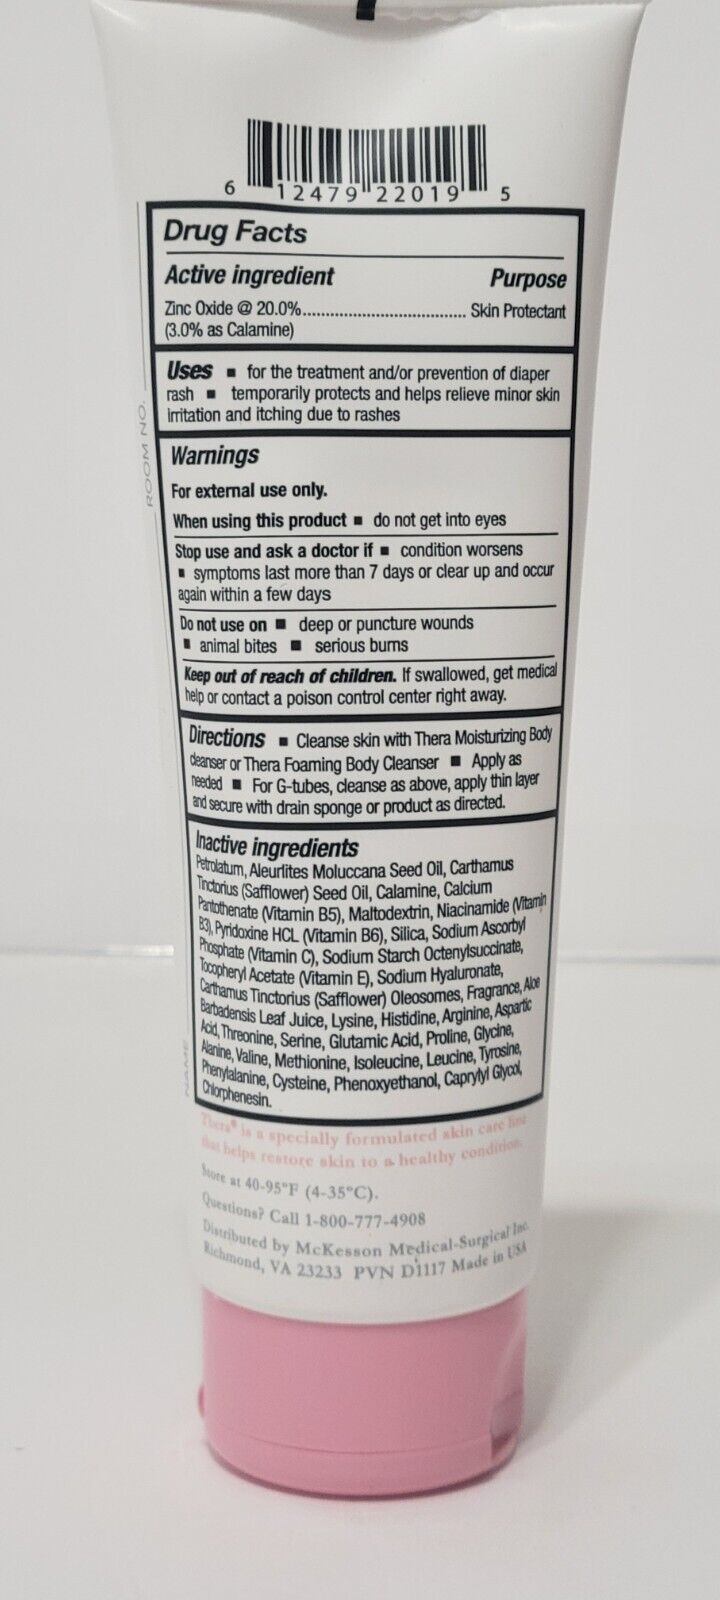 6 12479 22019 5
Drug Facts
Active ingredient Purpose
Zinc Oxide @ 20.0%.................................. Skin Protectant
(3.0% as Calamine)
Uses ▪ for the treatment and/or prevention of diaper
rash ▪ temporarily protects and helps relieve minor skin
irritation and itching due to rashes
Warnings
For external use only.
When using this product ▪ do not get into eyes
Stop use and ask a doctor if ▪ condition worsens
▪ symptoms last more than 7 days or clear up and occur
again within a few days
Do not use on ▪ deep or puncture wounds
▪ animal bites ▪ serious burns
Keep out of reach of children. If swallowed, get medical
help or contact a poison control center right away.
Directions ▪ Cleanse skin with Thera Moisturizing Body
cleanser or Thera Foaming Body Cleanser ▪ Apply as
needed ▪ For G-tubes, cleanse as above, apply thin layer
and secure with drain sponge or product as directed.
Inactive ingredients
Petrolatum, Aleurlites Moluccana Seed Oil, Carthamus
Tinctorius (Safflower) Seed Oil, Calamine, Calcium
Pantothenate (Vitamin B5), Maltodextrin, Niacinamide (Vitamin
B3), Pyridoxine HCL (Vitamin B6), Silica, Sodium Ascorbyl
Phosphate (Vitamin C), Sodium Starch Octenylsuccinate,
Tocopheryl Acetate (Vitamin E), Sodium Hyaluronate,
Carthamus Tinctorius (Safflower) Oleosomes, Fragrance, Aloe
Barbadensis Leaf Juice, Lysine, Histidine, Arginine, Aspartic
Acid, Threonine, Serine, Glutamic Acid, Proline, Glycine,
Alanine, Valine, Methionine, Isoleucine, Leucine, Tyrosine,
Phenylalanine, Cysteine, Phenoxyethanol, Caprylyl Glycol,
Chlorphenesin.
Thera® is a specially formulated skin care line
that helps restore skin to a healthy condition.
Store at 40-95°F (4-35°C).
Questions? Call 1-800-777-4908
Distributed by McKesson Medical-Surgical Inc.
Richmond, VA 23233 PVN D1117 Made in USA
ROOM NO.
NAME